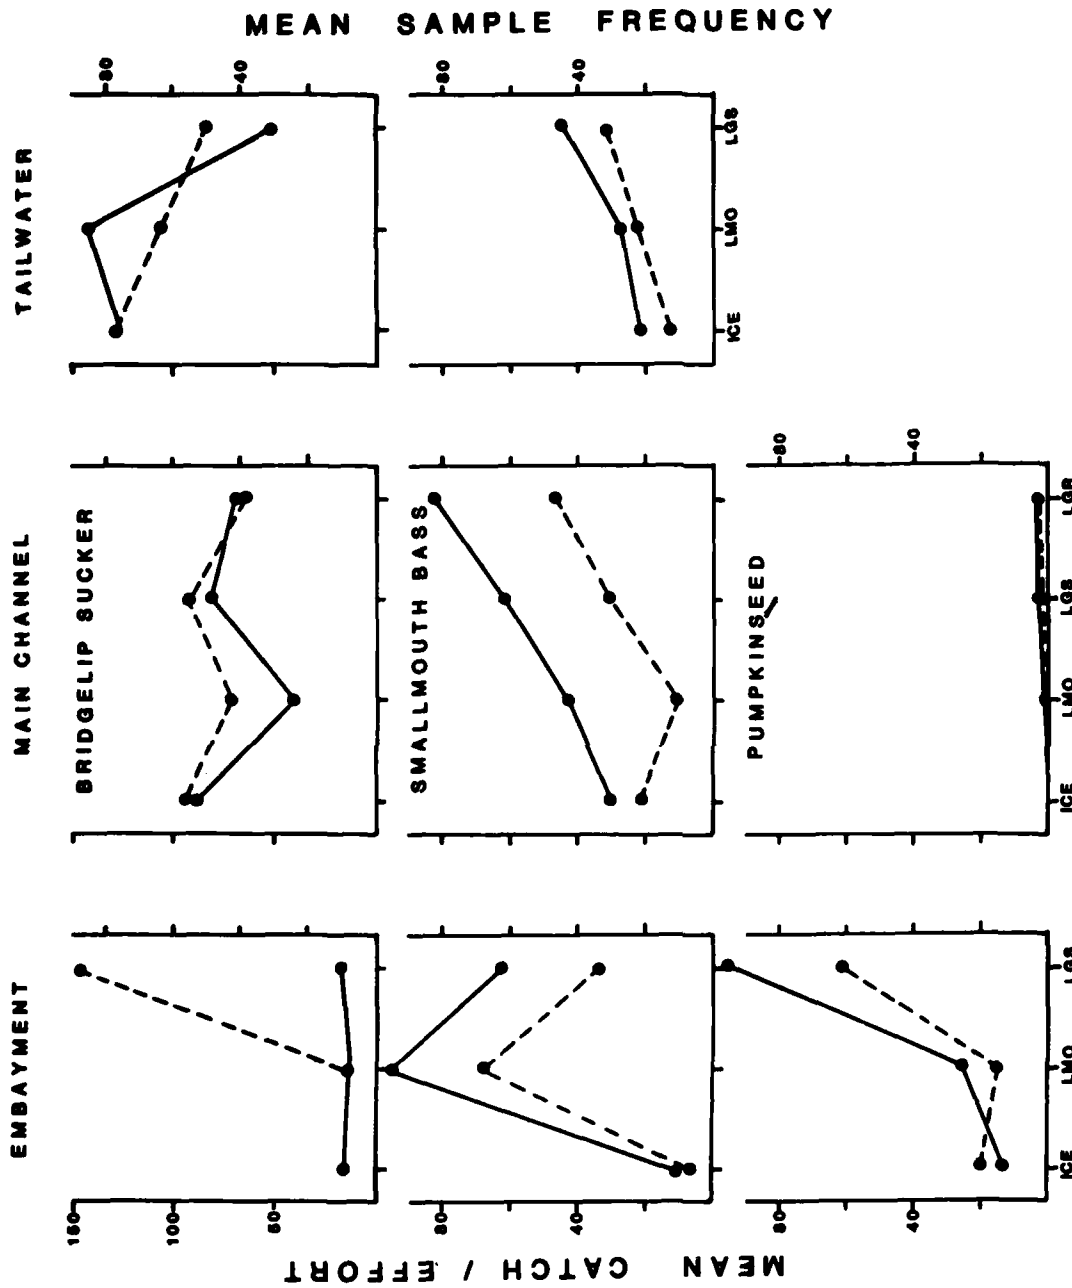 EMBAYMENT
MAIN CHANNEL
TAILWATER
MEAN CATCH / EFFORT
MEAN SAMPLE FREQUENCY
150
100
50
BRIDGELIP SUCKER
80
40
80
40
SMALLMOUTH BASS
80
40
ICE
LMO
LGS
80
40
PUMPKINSEED
80
40
ICE
LMO
LGS
ICE
LMO
LGS
LGR